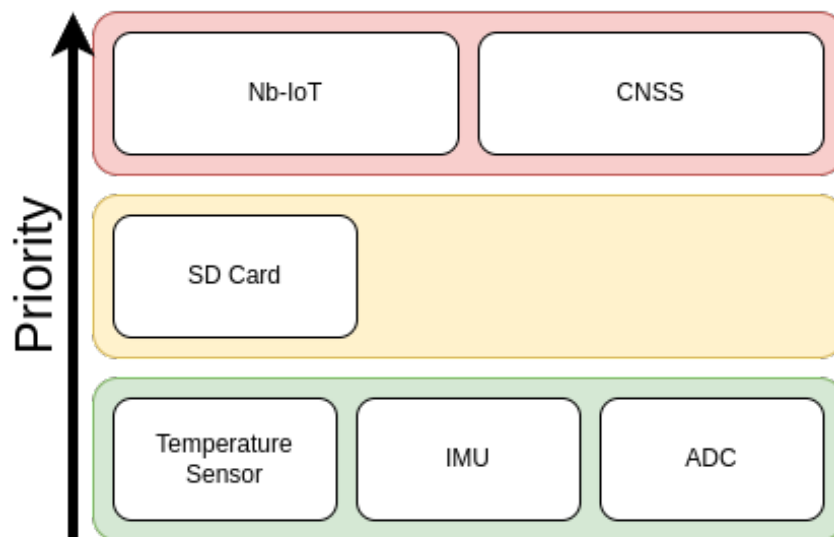 Priority
Nb-IoT
CNSS
SD Card
Temperature
Sensor
IMU
ADC